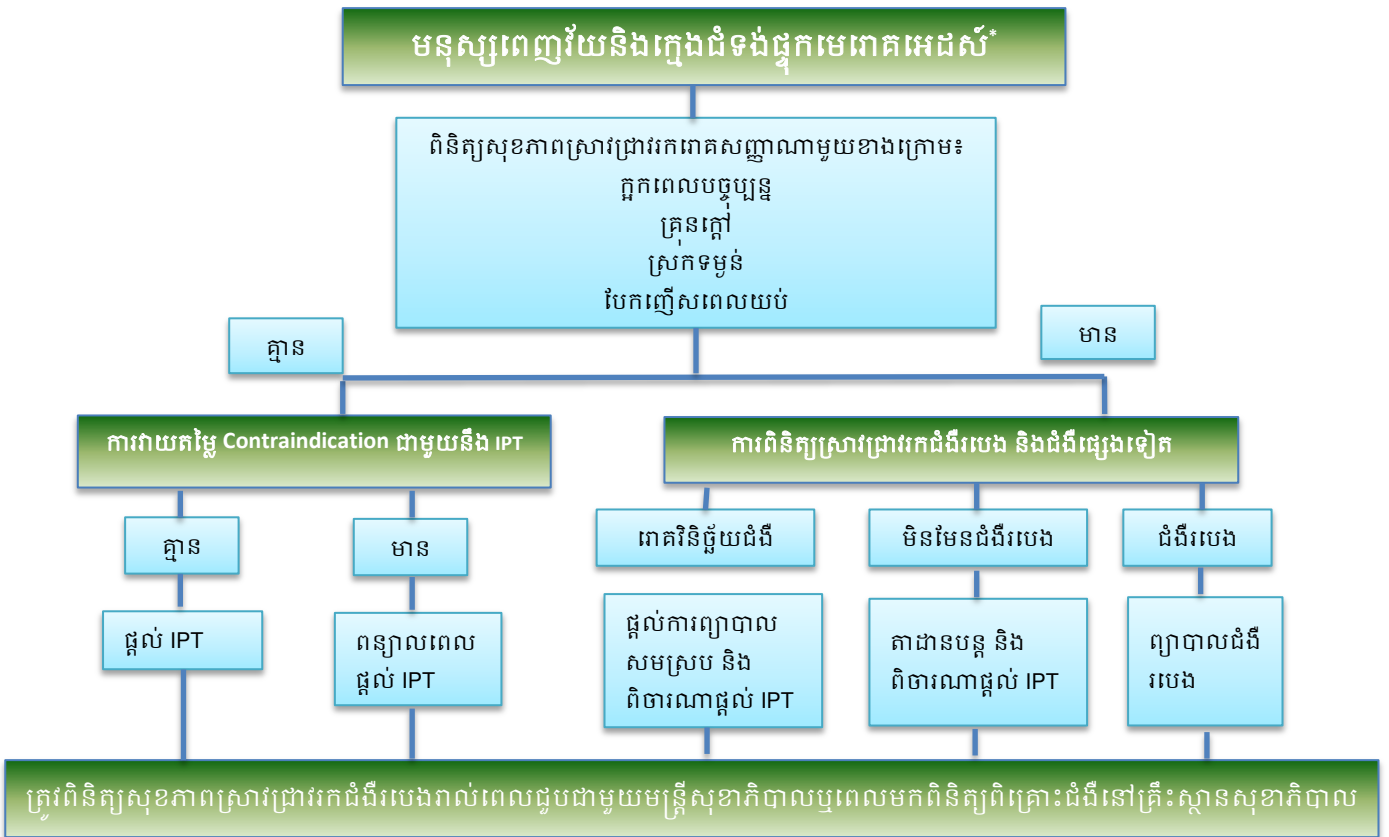 មនុស្សពេញវ័យនិងក្មេងជំទង់ផ្ទុកមេរោគអេដស៍*
ពិនិត្យសុខភាពស្រាវជ្រាវរករោគសញ្ញាណាមួយខាងក្រោម៖
ក្អកពេលបច្ចុប្បន្ន
គ្រុនក្តៅ
ស្រកទម្ងន់
បែកញើសពេលយប់
គ្មាន
មាន
ការវាយតម្លៃ Contraindication ជាមួយនឹង IPT
ការពិនិត្យស្រាវជ្រាវរកជំងឺរបេង និងជំងឺផ្សេងទៀត
គ្មាន
មាន
រោគវិនិច្ឆ័យជំងឺ
មិនមែនជំងឺរបេង
ជំងឺរបេង
ផ្តល់ IPT
ពន្យាលពេល
ផ្តល់ IPT
ផ្តល់ការព្យាបាល
សមស្រប និង
ពិចារណាផ្តល់ IPT
តាដានបន្ត និង
ពិចារណាផ្តល់ IPT
ព្យាបាលជំងឺ
របេង
ត្រូវពិនិត្យសុខភាពស្រាវជ្រាវរកជំងឺរបេងរាល់ពេលជួបជាមួយមន្ត្រីសុខាភិបាលឬពេលមកពិនិត្យពិគ្រោះជំងឺនៅគ្រឹះស្ថានសុខាភិបាល